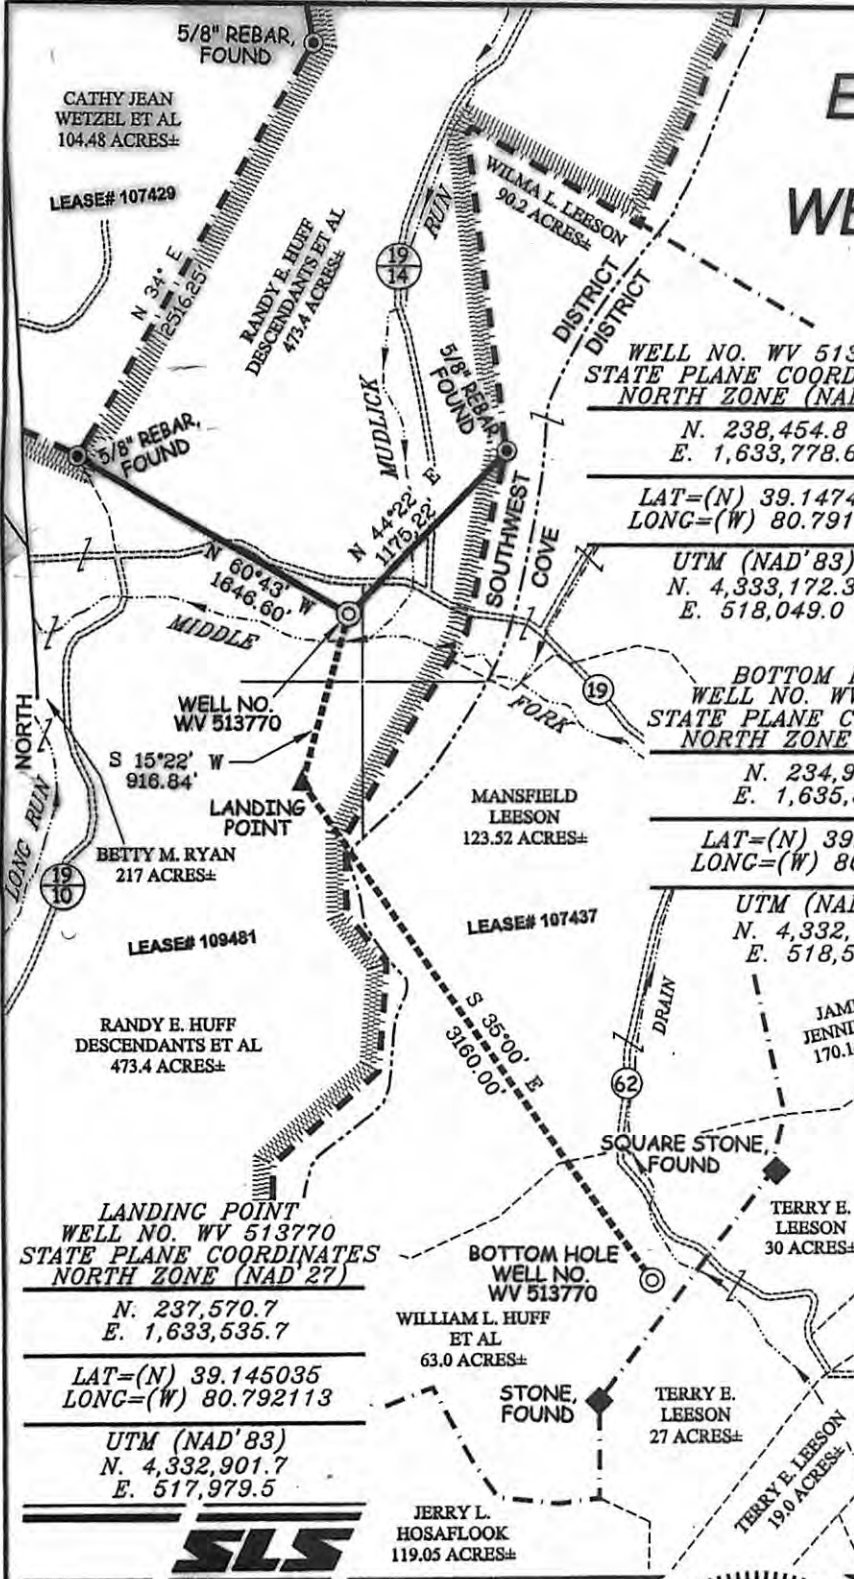 5/8" REBAR,
FOUND
CATHY JEAN
WETZEL ET AL
104.48 ACRES±
LEASE# 107429
N 34° E
2516.25'
RANDY E. HUFF
DESCENDANTS ET AL
473.4 ACRES±
19
14
RUN
MUDLICK
WILMA L. LEESON
90.2 ACRES±
DISTRICT
DISTRICT
E
WE
5/8" REBAR,
FOUND
5/8" REBAR,
FOUND
WELL NO. WV 513
STATE PLANE COORD
NORTH ZONE (NA
N. 238,454.8
E. 1,633,778.6
LAT=(N) 39.1474
LONG=(W) 80.791
UTM (NAD'83)
N. 4,333,172.3
E. 518,049.0
N 44°22' E
1175.22'
SOUTHWEST
COVE
N 60°43' W
1646.60'
MIDDLE
FORK
19
NORTH
WELL NO.
WV 513770
S 15°22' W
916.84'
LANDING
POINT
LONG RUN
BETTY M. RYAN
217 ACRES±
19
10
MANSFIELD
LEESON
123.52 ACRES±
BOTTOM
WELL NO. WV
STATE PLANE C
NORTH ZONE
N. 234,9
E. 1,635,
LAT=(N) 39
LONG=(W) 80
UTM (NAD
N. 4,332,
E. 518,5
LEASE# 109481
LEASE# 107437
RANDY E. HUFF
DESCENDANTS ET AL
473.4 ACRES±
S 35°00' E
3160.00'
DRAIN
62
JAM
JENNI
170.1
SQUARE STONE,
FOUND
TERRY E.
LEESON
30 ACRES±
LANDING POINT
WELL NO. WV 513770
STATE PLANE COORDINATES
NORTH ZONE (NAD'27)
N. 237,570.7
E. 1,633,535.7
LAT=(N) 39.145035
LONG=(W) 80.792113
UTM (NAD'83)
N. 4,332,901.7
E. 517,979.5
BOTTOM HOLE
WELL NO.
WV 513770
WILLIAM L. HUFF
ET AL
63.0 ACRES±
STONE,
FOUND
TERRY E.
LEESON
27 ACRES±
TERRY E. LEESON
19.0 ACRES±
JERRY L.
HOSAFLOOK
119.05 ACRES±
SLS